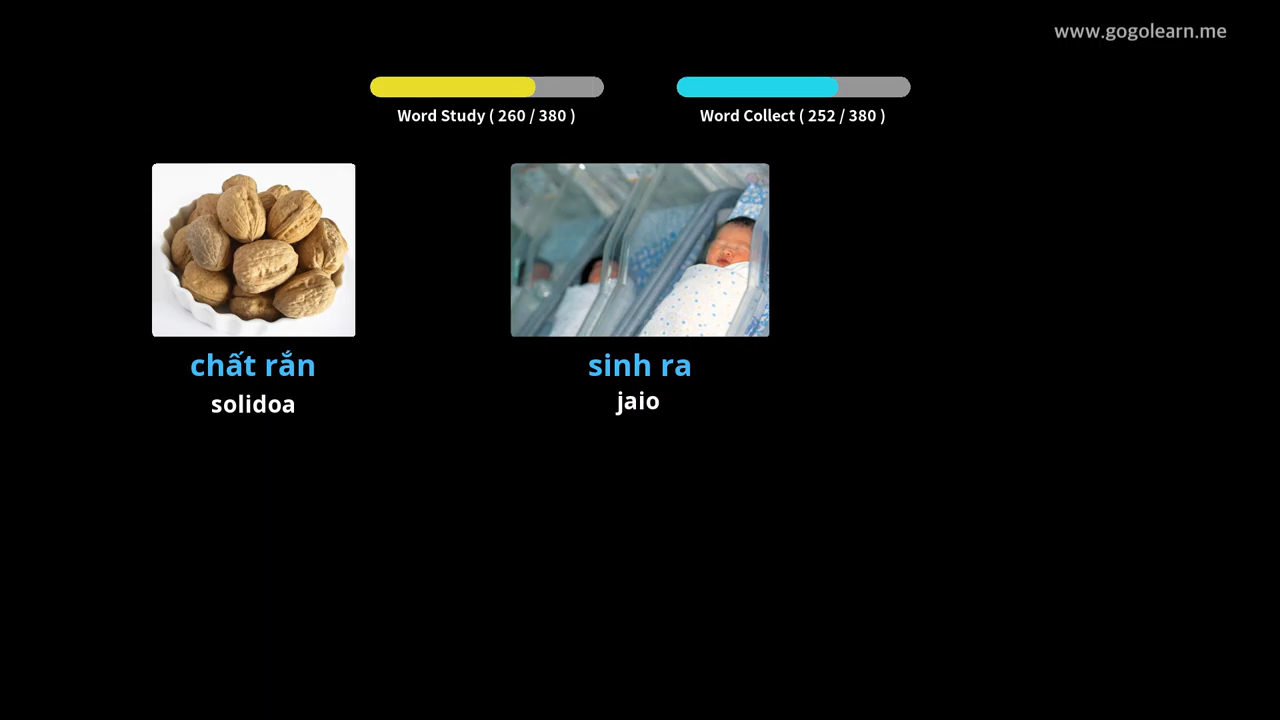 www.gogolearn.me
Word Study ( 260 / 380 )
Word Collect ( 252 / 380 )
chất rắn
solidoa
sinh ra
jaio